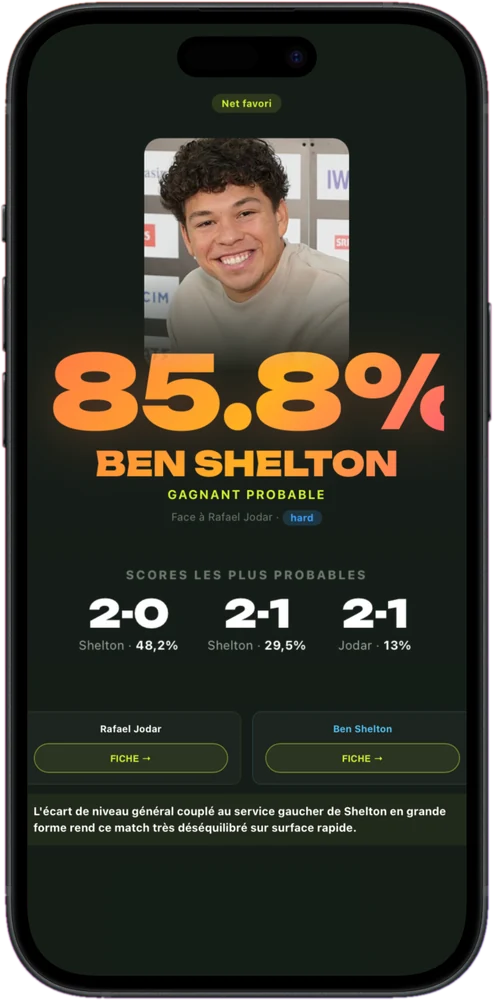 Net favori
IW
CIM
85.8%
BEN SHELTON
GAGNANT PROBABLE
Face à Rafael Jodar · hard
SCORES LES PLUS PROBABLES
2-0 2-1 2-1
Shelton · 48,2% Shelton · 29,5% Jodar · 13%
Rafael Jodar Ben Shelton
FICHE → FICHE →
L'écart de niveau général couplé au service gaucher de Shelton en grande
forme rend ce match très déséquilibré sur surface rapide.